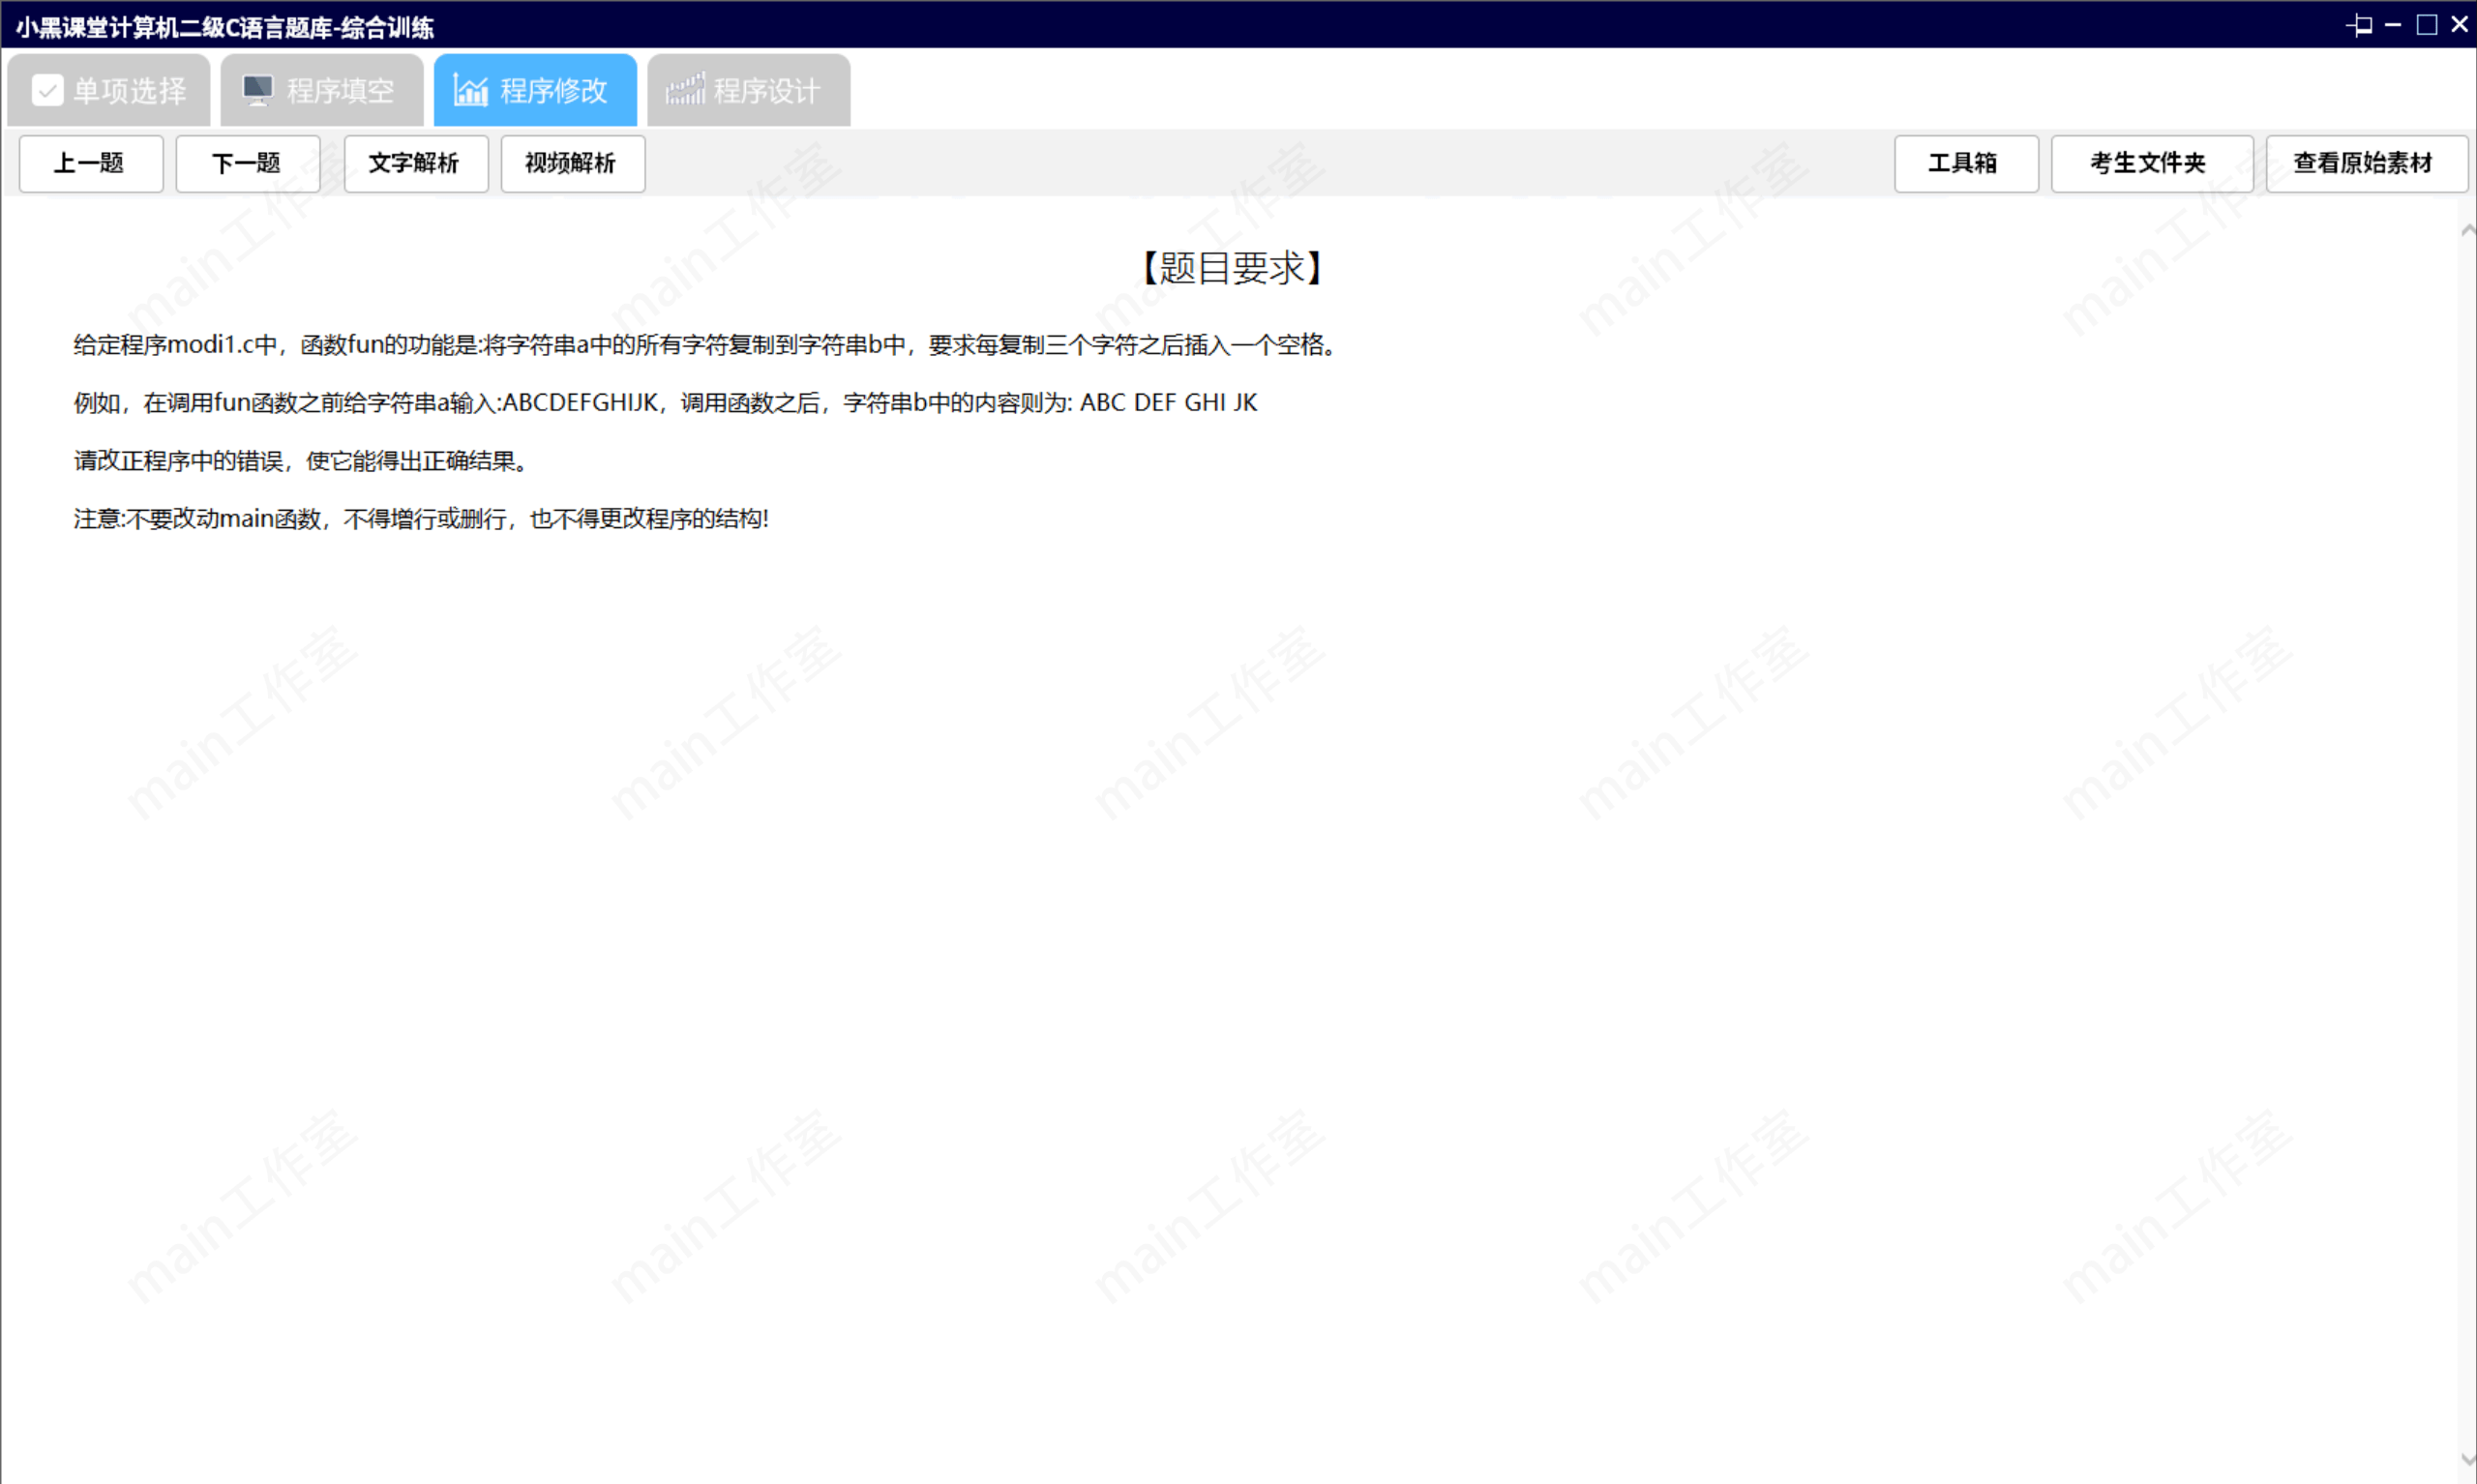 小黑课堂计算机二级C语言题库-综合训练
单项选择 程序填空 程序修改 程序设计
上一题 下一题 文字解析 视频解析 工具箱 考生文件夹 查看原始素材
【题目要求】
给定程序modi1.c中，函数fun的功能是:将字符串a中的所有字符复制到字符串b中，要求每复制三个字符之后插入一个空格。
例如，在调用fun函数之前给字符串a输入:ABCDEFGHIJK，调用函数之后，字符串b中的内容则为: ABC DEF GHI JK
请改正程序中的错误，使它能得出正确结果。
注意:不要改动main函数，不得增行或删行，也不得更改程序的结构!
main工作室 main工作室 main工作室 main工作室 main工作室
main工作室 main工作室 main工作室 main工作室 main工作室
main工作室 main工作室 main工作室 main工作室 main工作室